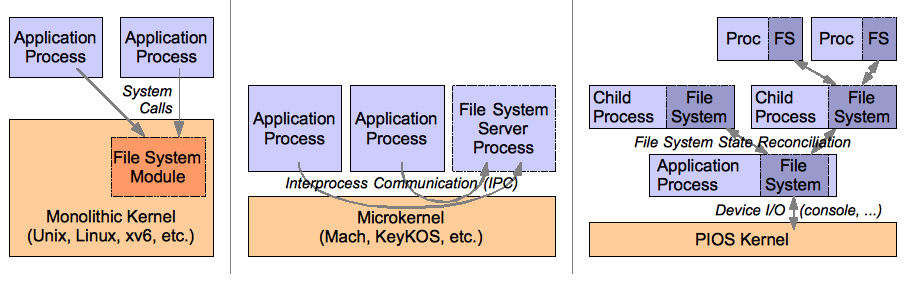 Application
Process
Application
Process
System
Calls
File System
Module
Monolithic Kernel
(Unix, Linux, xv6, etc.)
Application
Process
Application
Process
File System
Server
Process
Interprocess Communication (IPC)
Microkernel
(Mach, KeyKOS, etc.)
Proc
FS
Proc
FS
Child
Process
File
System
Child
Process
File
System
File System State Reconciliation
Application
Process
File
System
Device I/O (console, ...)
PIOS Kernel